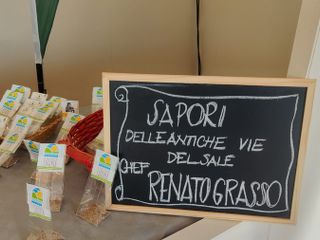 SAPORI
DELLE ANTICHE VIE
DEL SALE
CHEF RENATO GRASSO